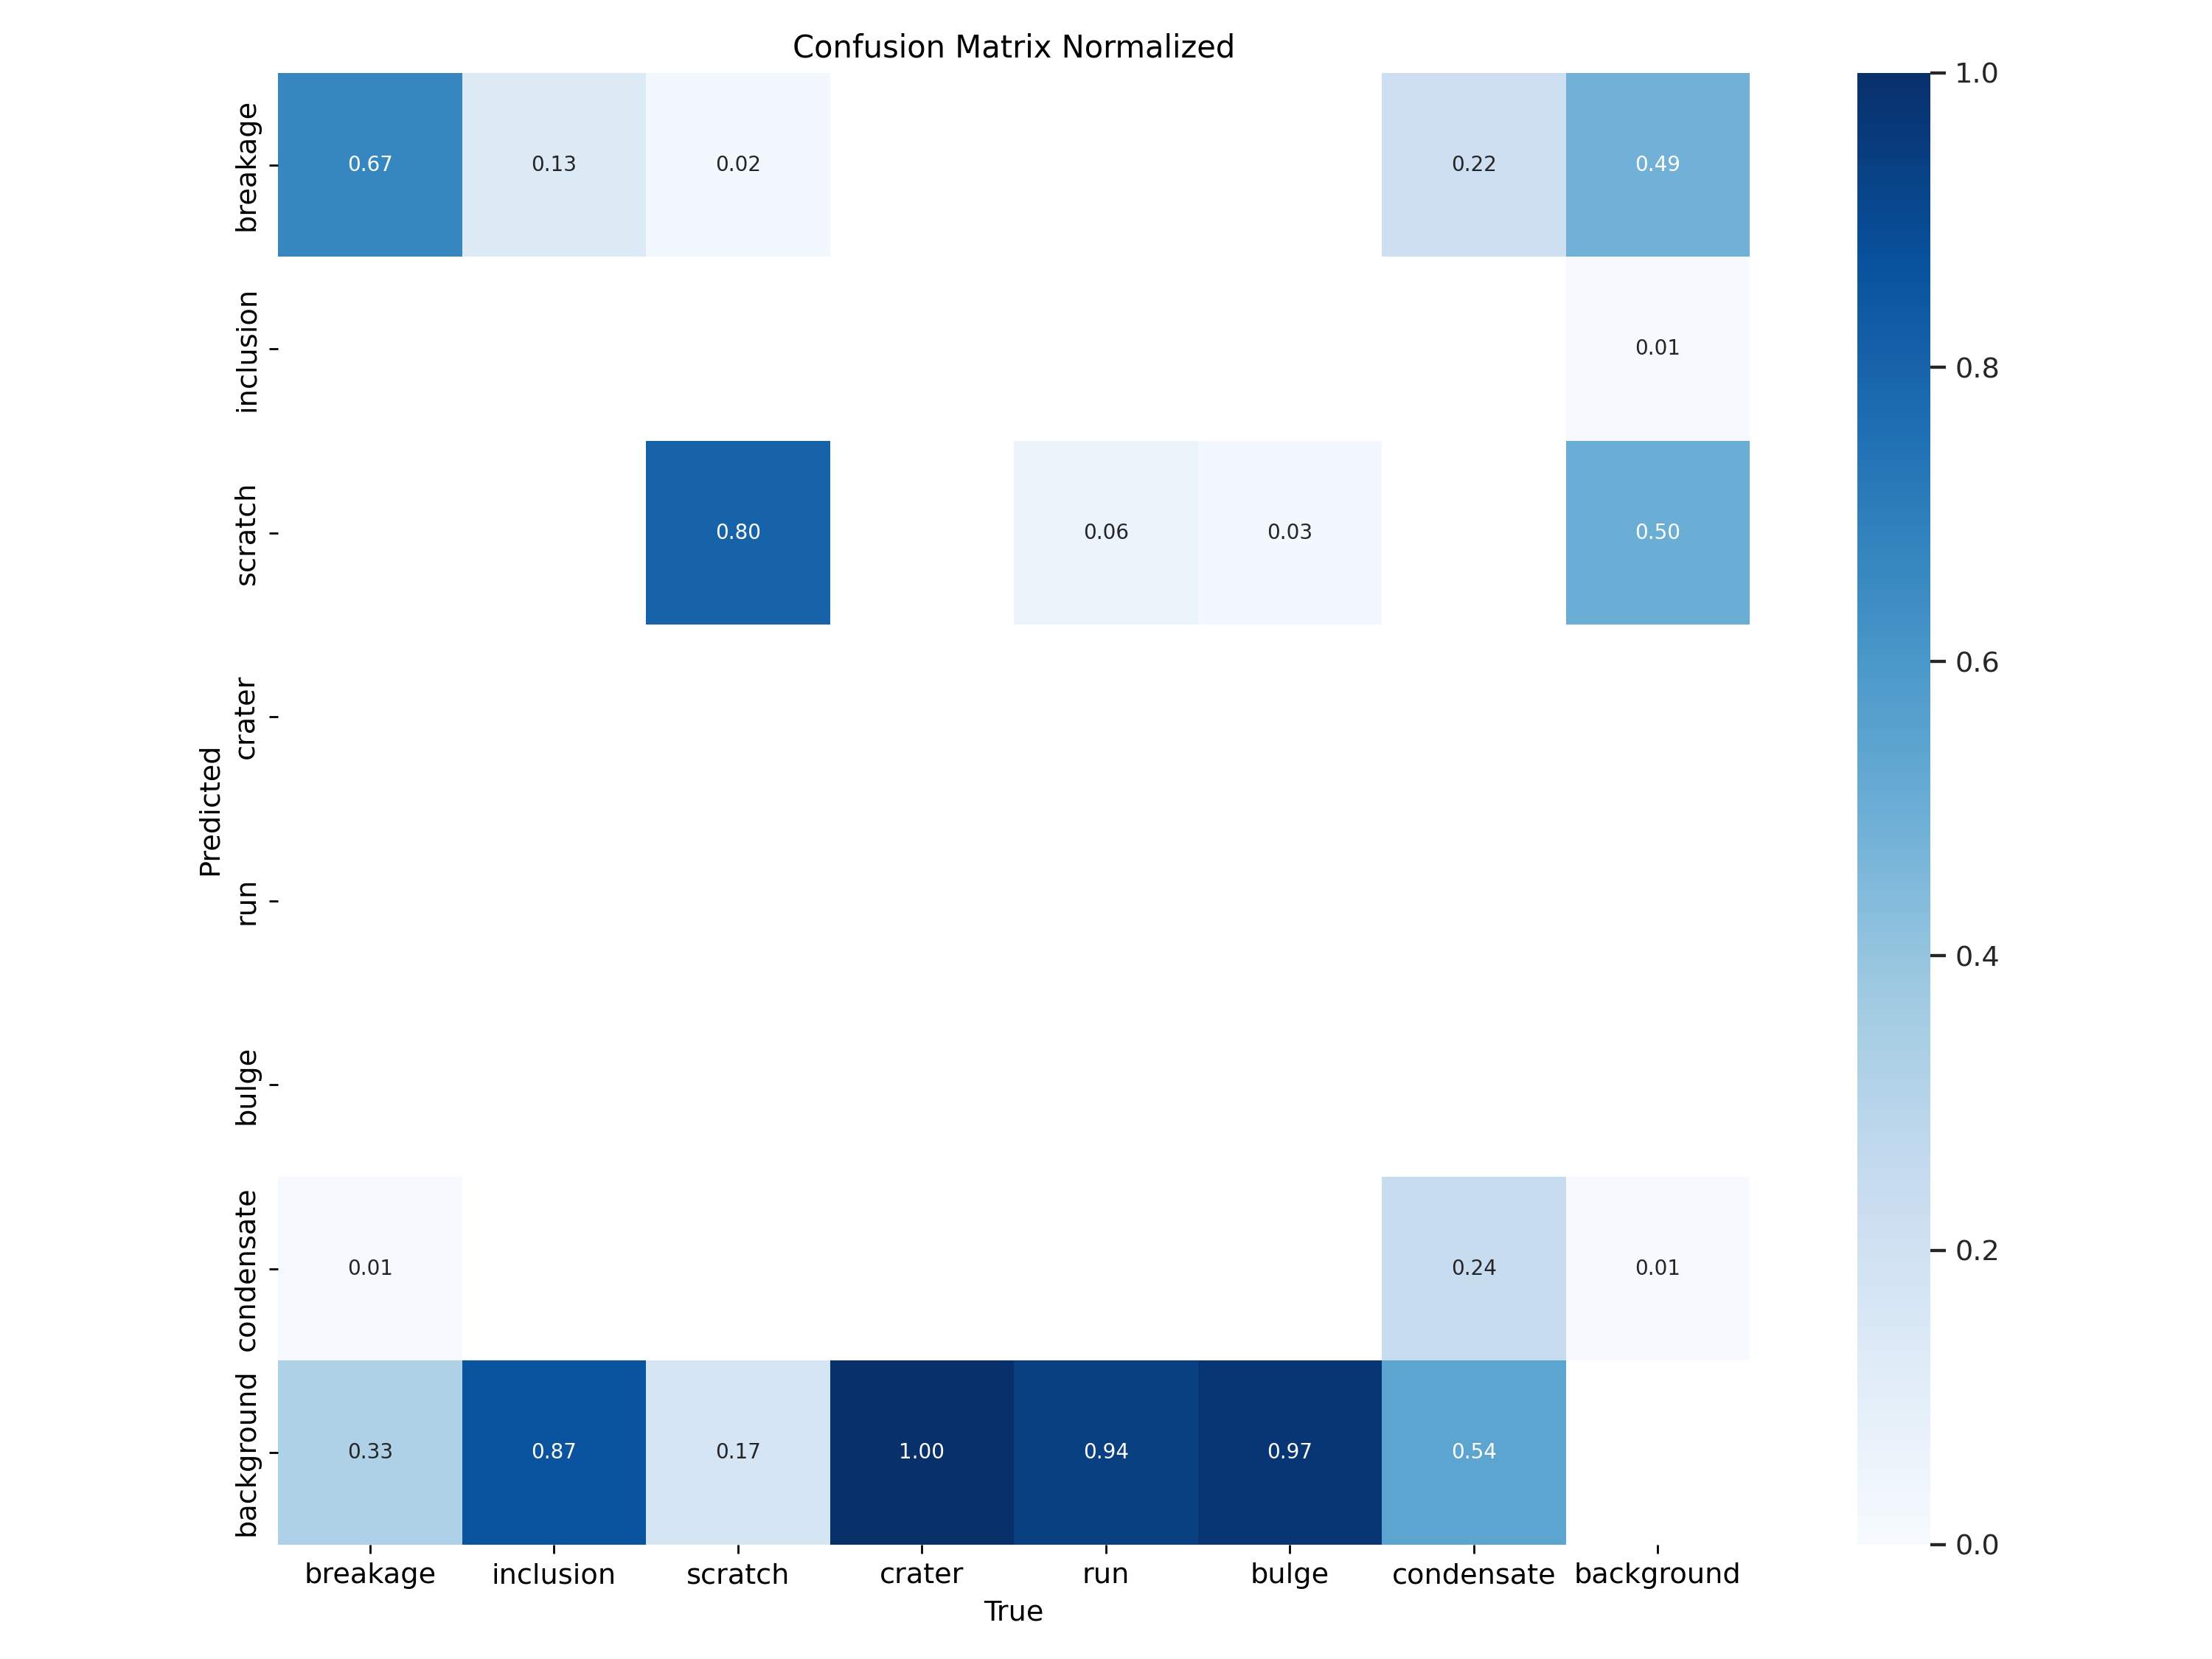 Confusion Matrix Normalized
breakage
0.67
0.13
0.02
0.22
0.49
inclusion
0.01
scratch
0.80
0.06
0.03
0.50
crater
run
bulge
condensate
0.01
0.24
0.01
background
0.33
0.87
0.17
1.00
0.94
0.97
0.54
Predicted
breakage
inclusion
scratch
crater
run
bulge
condensate
background
True
1.0
0.8
0.6
0.4
0.2
0.0